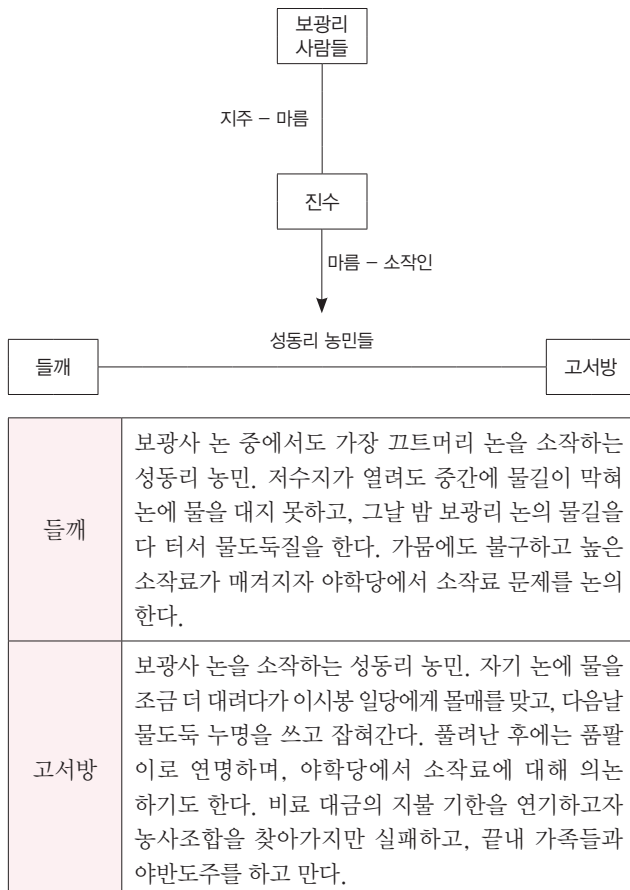 보광리
사람들
지주 – 마름
진수
마름 – 소작인
성동리 농민들
들깨
고서방
들깨
보광사 논 중에서도 가장 끄트머리 논을 소작하는
성동리 농민. 저수지가 열려도 중간에 물길이 막혀
논에 물을 대지 못하고, 그날 밤 보광리 논의 물길을
다 터서 물도둑질을 한다. 가뭄에도 불구하고 높은
소작료가 매겨지자 야학당에서 소작료 문제를 논의
한다.
고서방
보광사 논을 소작하는 성동리 농민. 자기 논에 물을
조금 더 대려다가 이시봉 일당에게 몰매를 맞고, 다음날
물도둑 누명을 쓰고 잡혀간다. 풀려난 후에는 품팔
이로 연명하며, 야학당에서 소작료에 대해 의논
하기도 한다. 비료 대금의 지불 기한을 연기하고자
농사조합을 찾아가지만 실패하고, 끝내 가족들과
야반도주를 하고 만다.